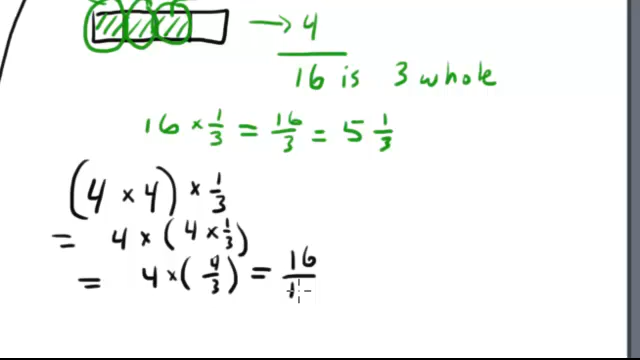 → 4
16 is 3 whole
16 × 1/3 = 16/3 = 5 1/3
(4 × 4) × 1/3
= 4 × (4 × 1/3)
= 4 × (4/3) = 16/1